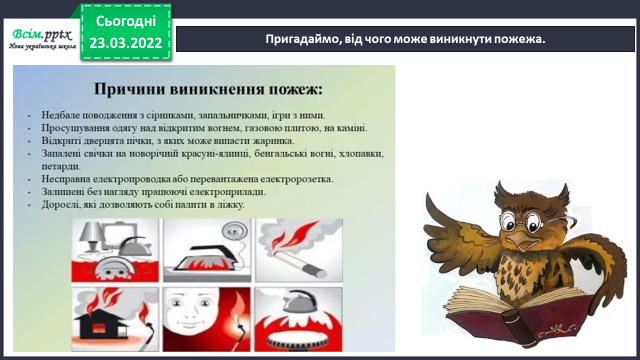 Всім.pptx
Нова українська школа
Сьогодні
23.03.2022
Пригадаймо, від чого може виникнути пожежа.
Причини виникнення пожеж:
- Недбале поводження з сірниками, запальничками, ігри з ними.
- Просушування одягу над відкритим вогнем, газовою плитою, на каміні.
- Відкриті дверцята пічки, з яких може випасти жаринка.
- Запалені свічки на новорічній красуні-ялинці, бенгальські вогні, хлопавки,
петарди.
- Несправна електропроводка або перевантажена електророзетка.
- Залишені без нагляду працюючі електроприлади.
- Дорослі, які дозволяють собі палити в ліжку.